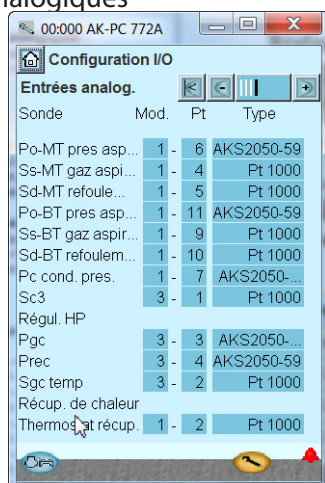 nalogiques
00:000 AK-PC 772A
Configuration I/O
Entrées analog.
Sonde Mod. Pt Type
Po-MT pres asp... 1 - 6 AKS2050-59
Ss-MT gaz aspi... 1 - 4 Pt 1000
Sd-MT refoule... 1 - 5 Pt 1000
Po-BT pres asp... 1 - 11 AKS2050-59
Ss-BT gaz aspir... 1 - 9 Pt 1000
Sd-BT refoulem... 1 - 10 Pt 1000
Pc cond. pres. 1 - 7 AKS2050-...
Sc3 3 - 1 Pt 1000
Régul. HP
Pgc 3 - 3 AKS2050-...
Prec 3 - 4 AKS2050-59
Sgc temp 3 - 2 Pt 1000
Récup. de chaleur
Thermostat récup. 1 - 2 Pt 1000